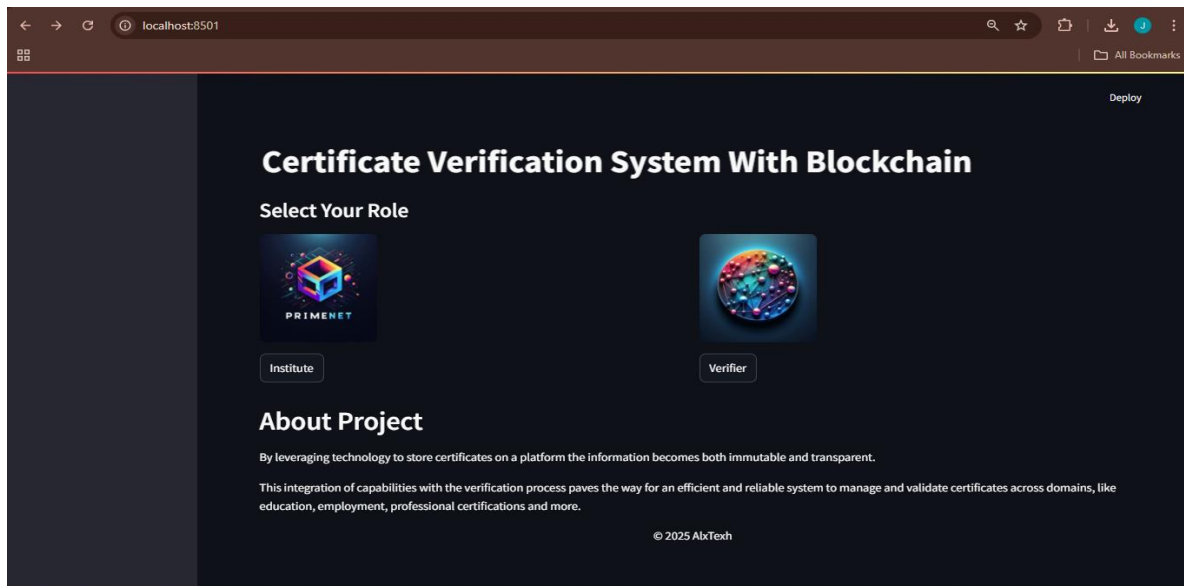 localhost:8501
J
All Bookmarks
Deploy
Certificate Verification System With Blockchain
Select Your Role
PRIMENET
Institute
Verifier
About Project
By leveraging technology to store certificates on a platform the information becomes both immutable and transparent.
This integration of capabilities with the verification process paves the way for an efficient and reliable system to manage and validate certificates across domains, like
education, employment, professional certifications and more.
© 2025 AlxTexh